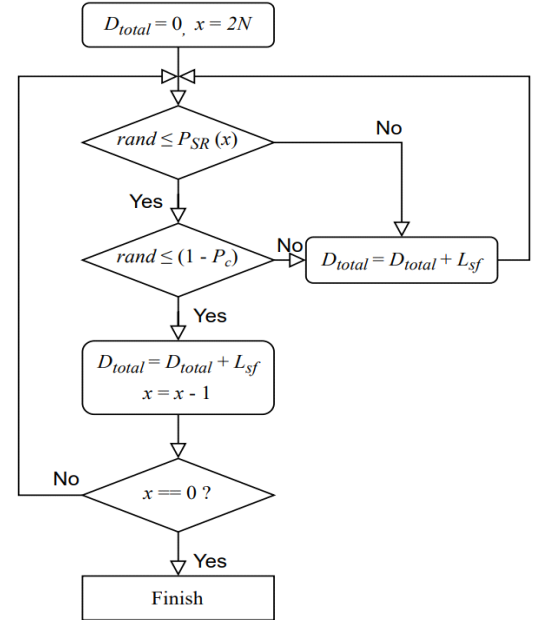 D_total = 0, x = 2N
rand ≤ P_SR (x)
No
Yes
rand ≤ (1 - P_c)
No
D_total = D_total + L_sf
Yes
D_total = D_total + L_sf
x = x - 1
No
x == 0 ?
Yes
Finish